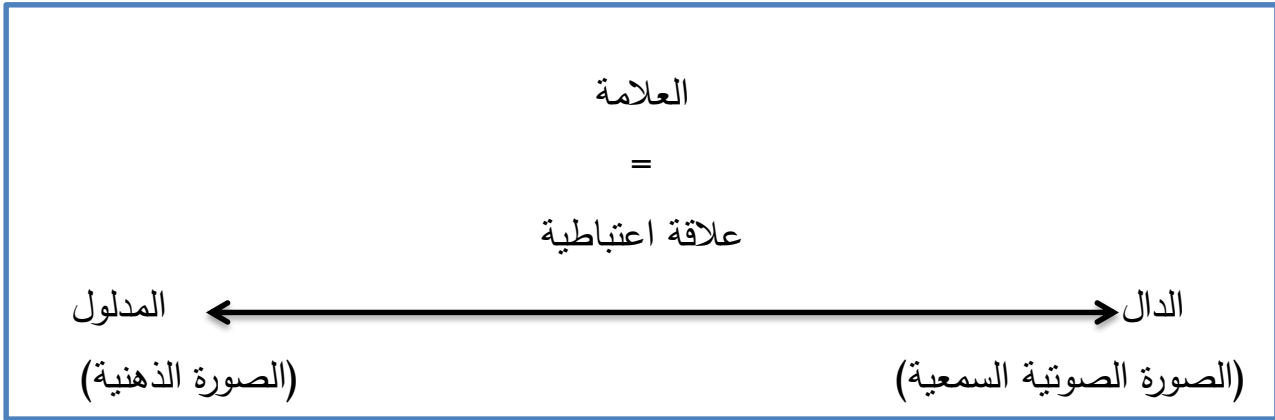 العلامة
=
علاقة اعتباطية
الدال المدلول
(الصورة الصوتية السمعية) (الصورة الذهنية)